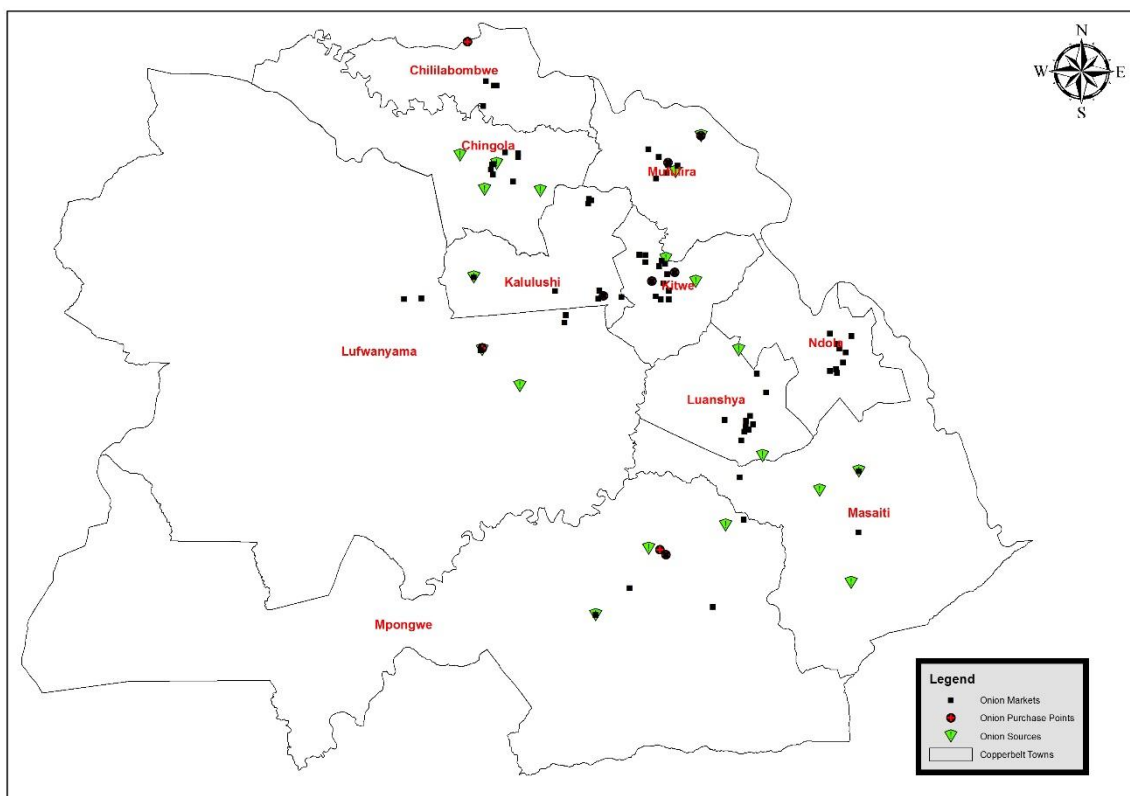 N
W E
S
Chililabombwe
Chingola
Mufulira
Kalulushi
Kitwe
Lufwanyama
Ndola
Luanshya
Masaiti
Mpongwe
Legend
Onion Markets
Onion Purchase Points
Onion Sources
Copperbelt Towns